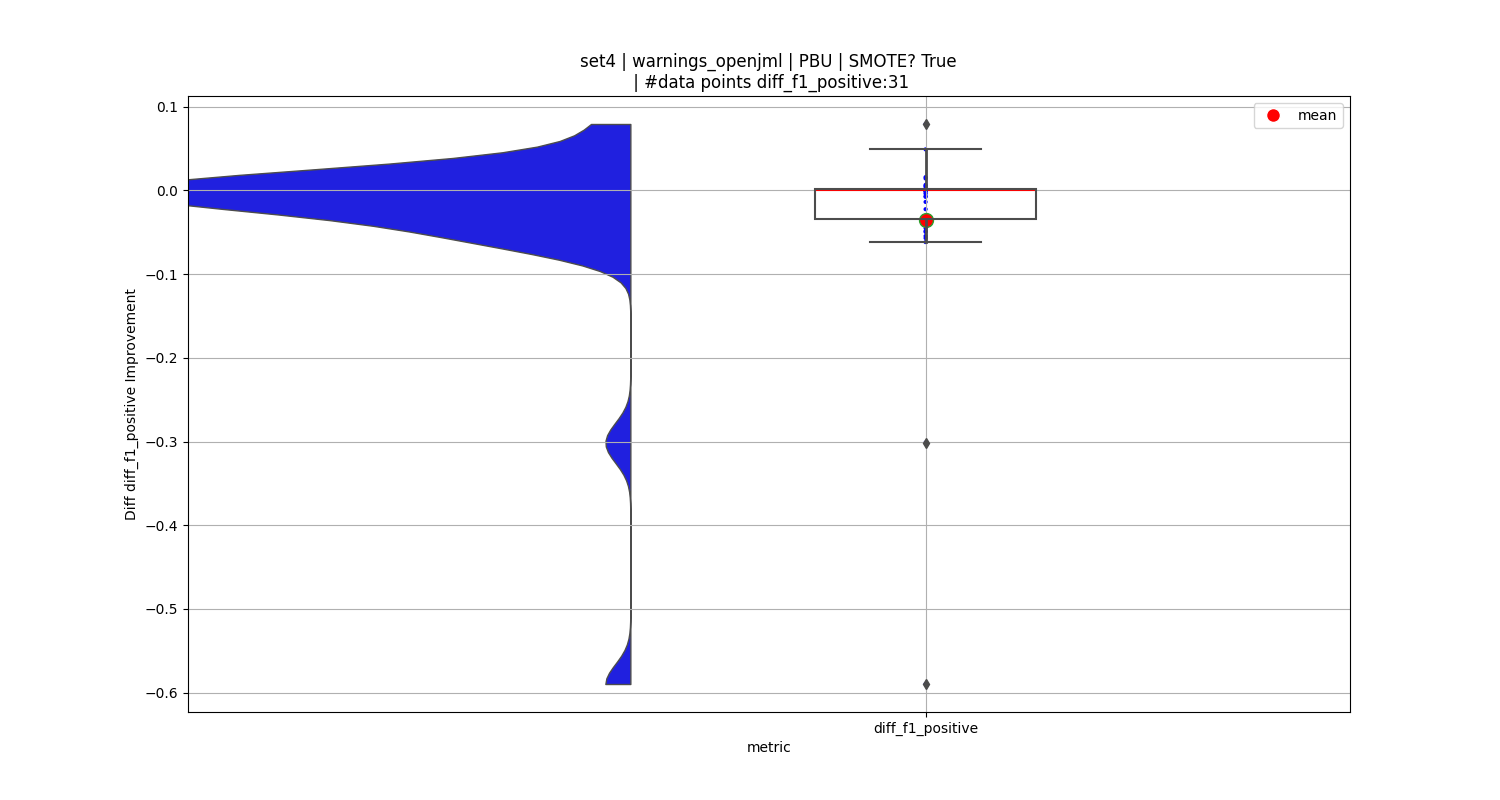 set4 | warnings_openjml | PBU | SMOTE? True
| #data points diff_f1_positive:31
mean
0.1
0.0
−0.1
−0.2
−0.3
−0.4
−0.5
−0.6
Diff diff_f1_positive Improvement
diff_f1_positive
metric